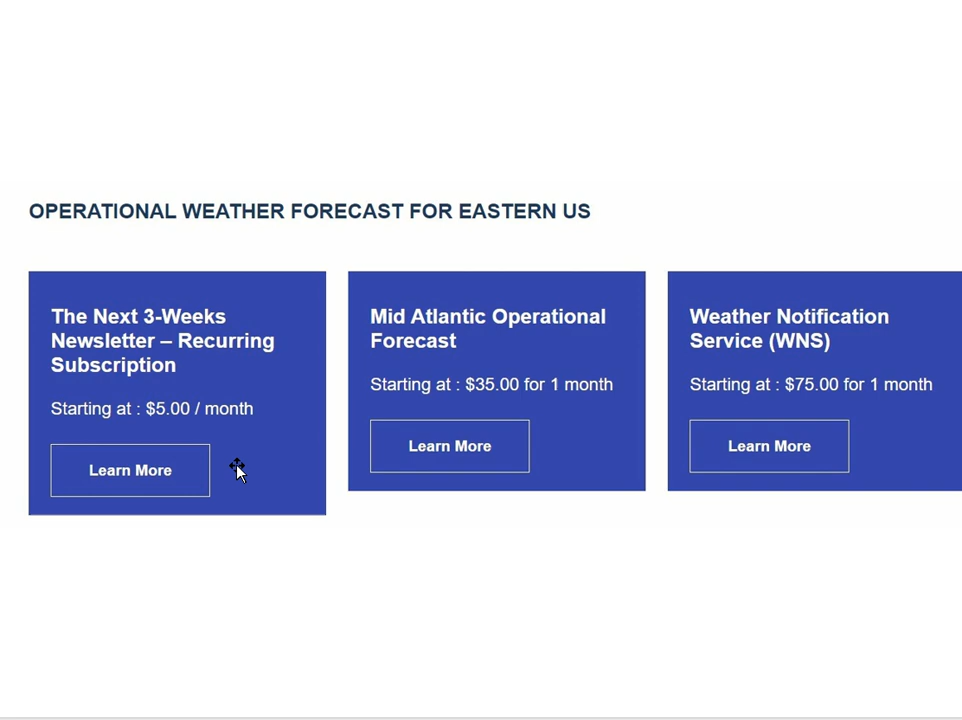 OPERATIONAL WEATHER FORECAST FOR EASTERN US
The Next 3-Weeks
Newsletter – Recurring
Subscription
Starting at : $5.00 / month
Learn More
Mid Atlantic Operational
Forecast
Starting at : $35.00 for 1 month
Learn More
Weather Notification
Service (WNS)
Starting at : $75.00 for 1 month
Learn More